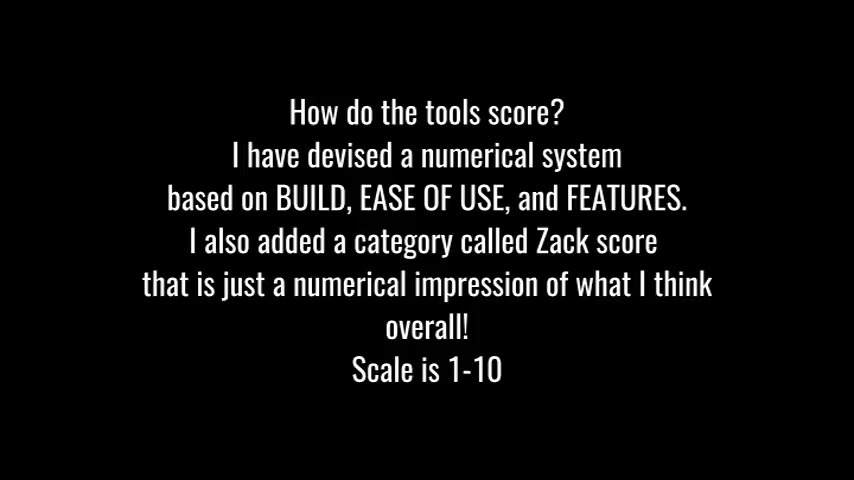 How do the tools score?
I have devised a numerical system
based on BUILD, EASE OF USE, and FEATURES.
I also added a category called Zack score
that is just a numerical impression of what I think
overall!
Scale is 1-10